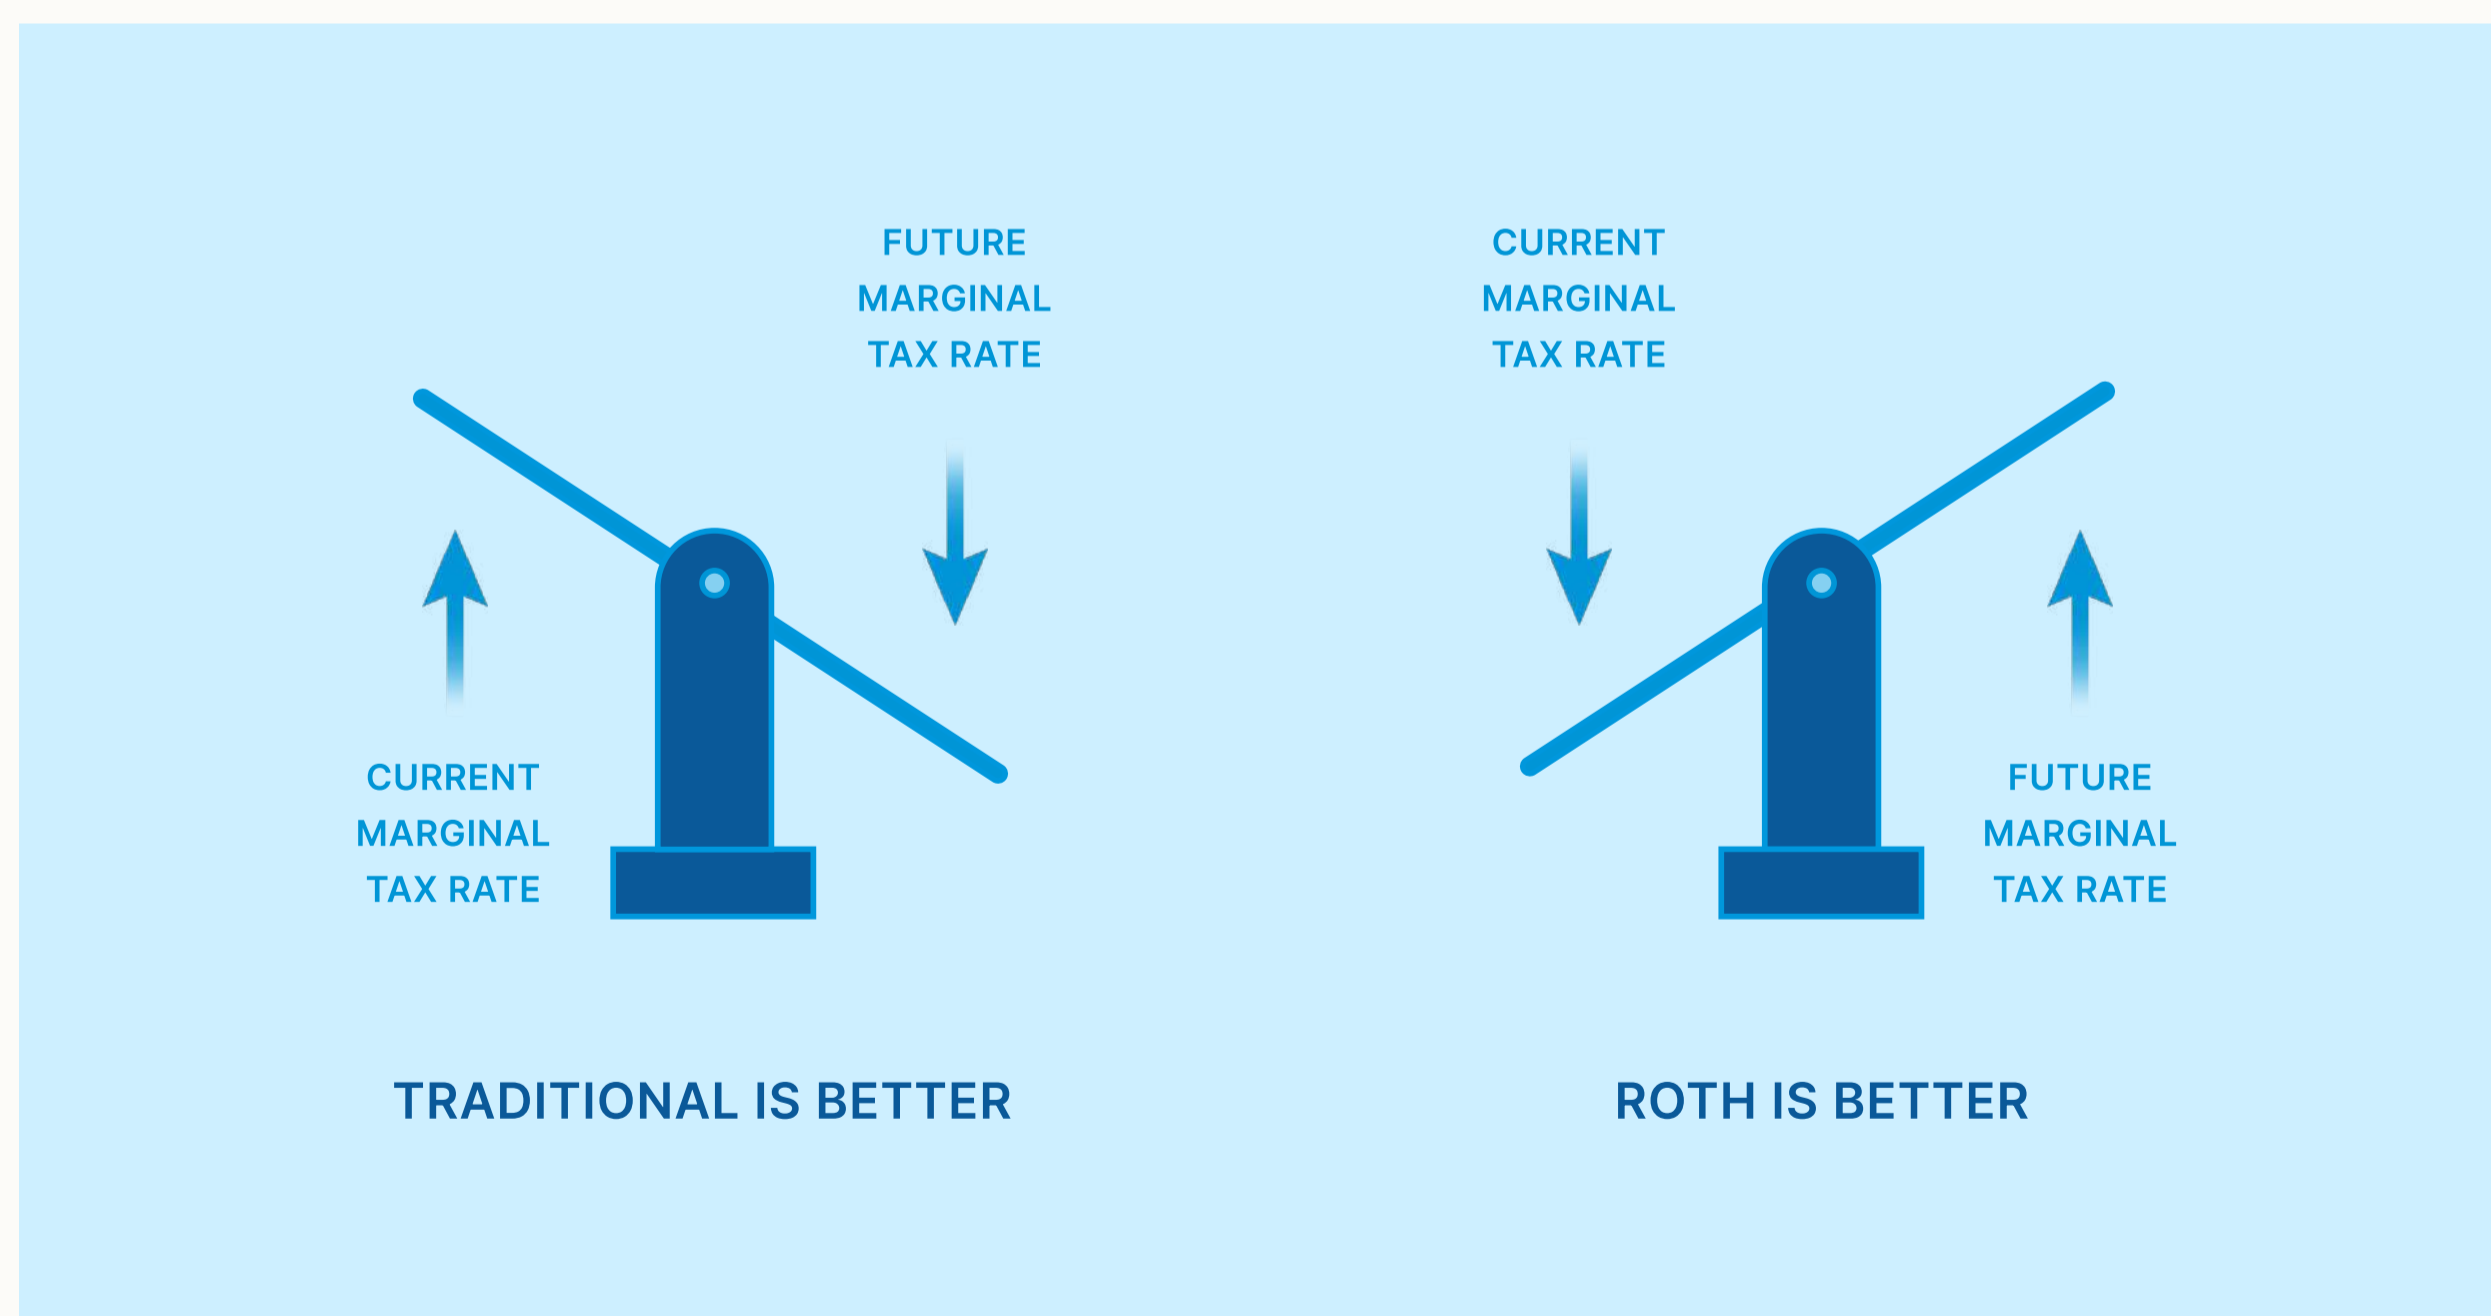 FUTURE
MARGINAL
TAX RATE
CURRENT
MARGINAL
TAX RATE
TRADITIONAL IS BETTER
CURRENT
MARGINAL
TAX RATE
FUTURE
MARGINAL
TAX RATE
ROTH IS BETTER